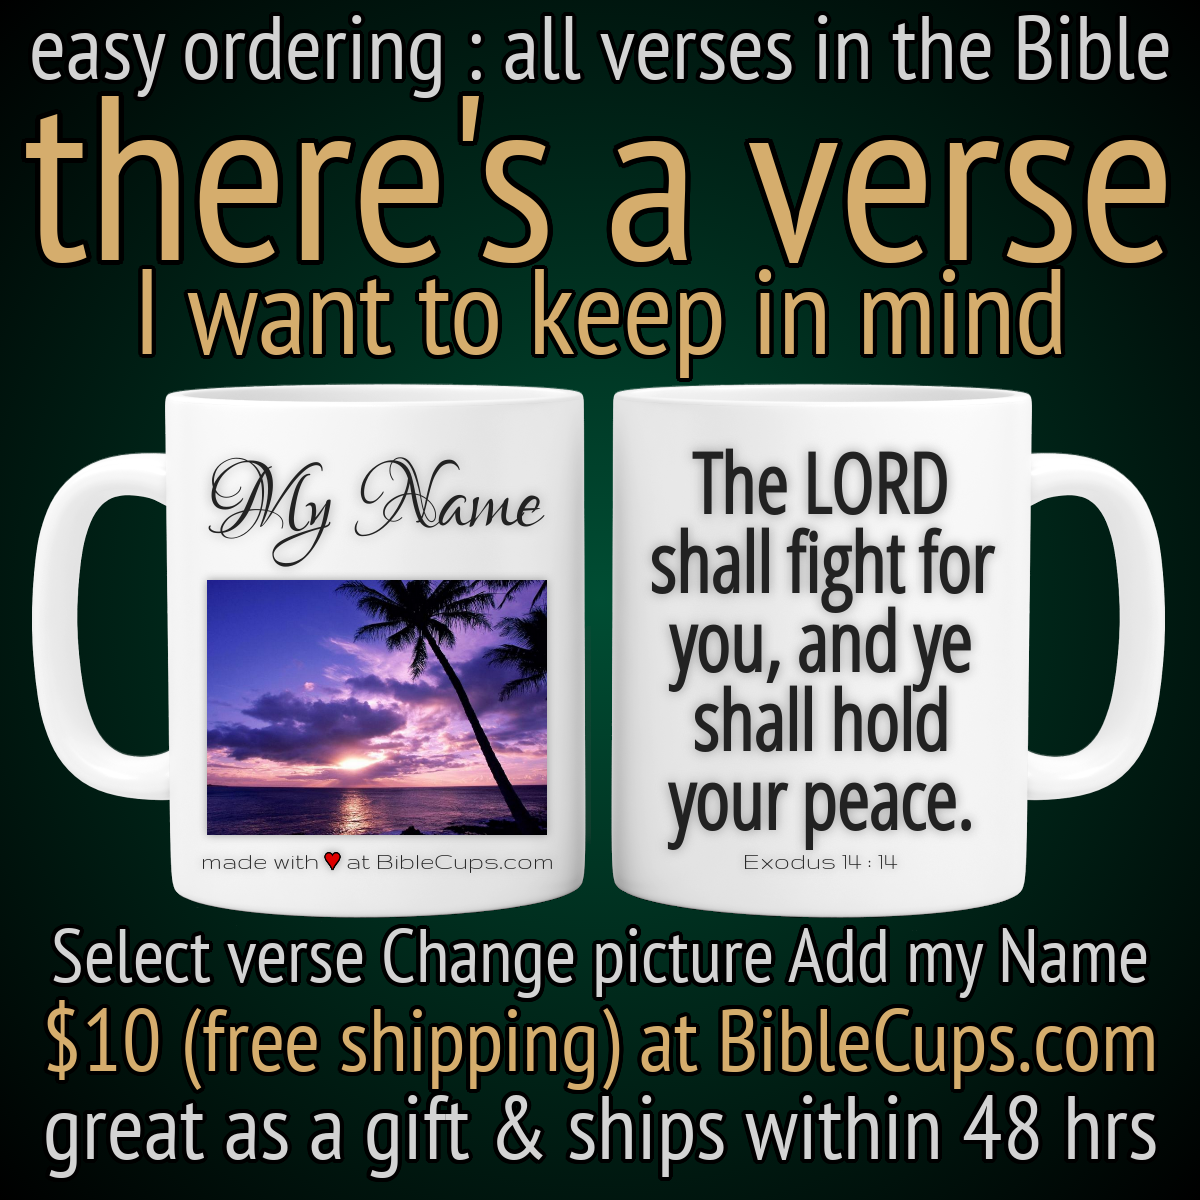 easy ordering : all verses in the Bible
there's a verse
I want to keep in mind
My Name
made with ♥ at BibleCups.com
The LORD
shall fight for
you, and ye
shall hold
your peace.
Exodus 14 : 14
Select verse Change picture Add my Name
$10 (free shipping) at BibleCups.com
great as a gift & ships within 48 hrs